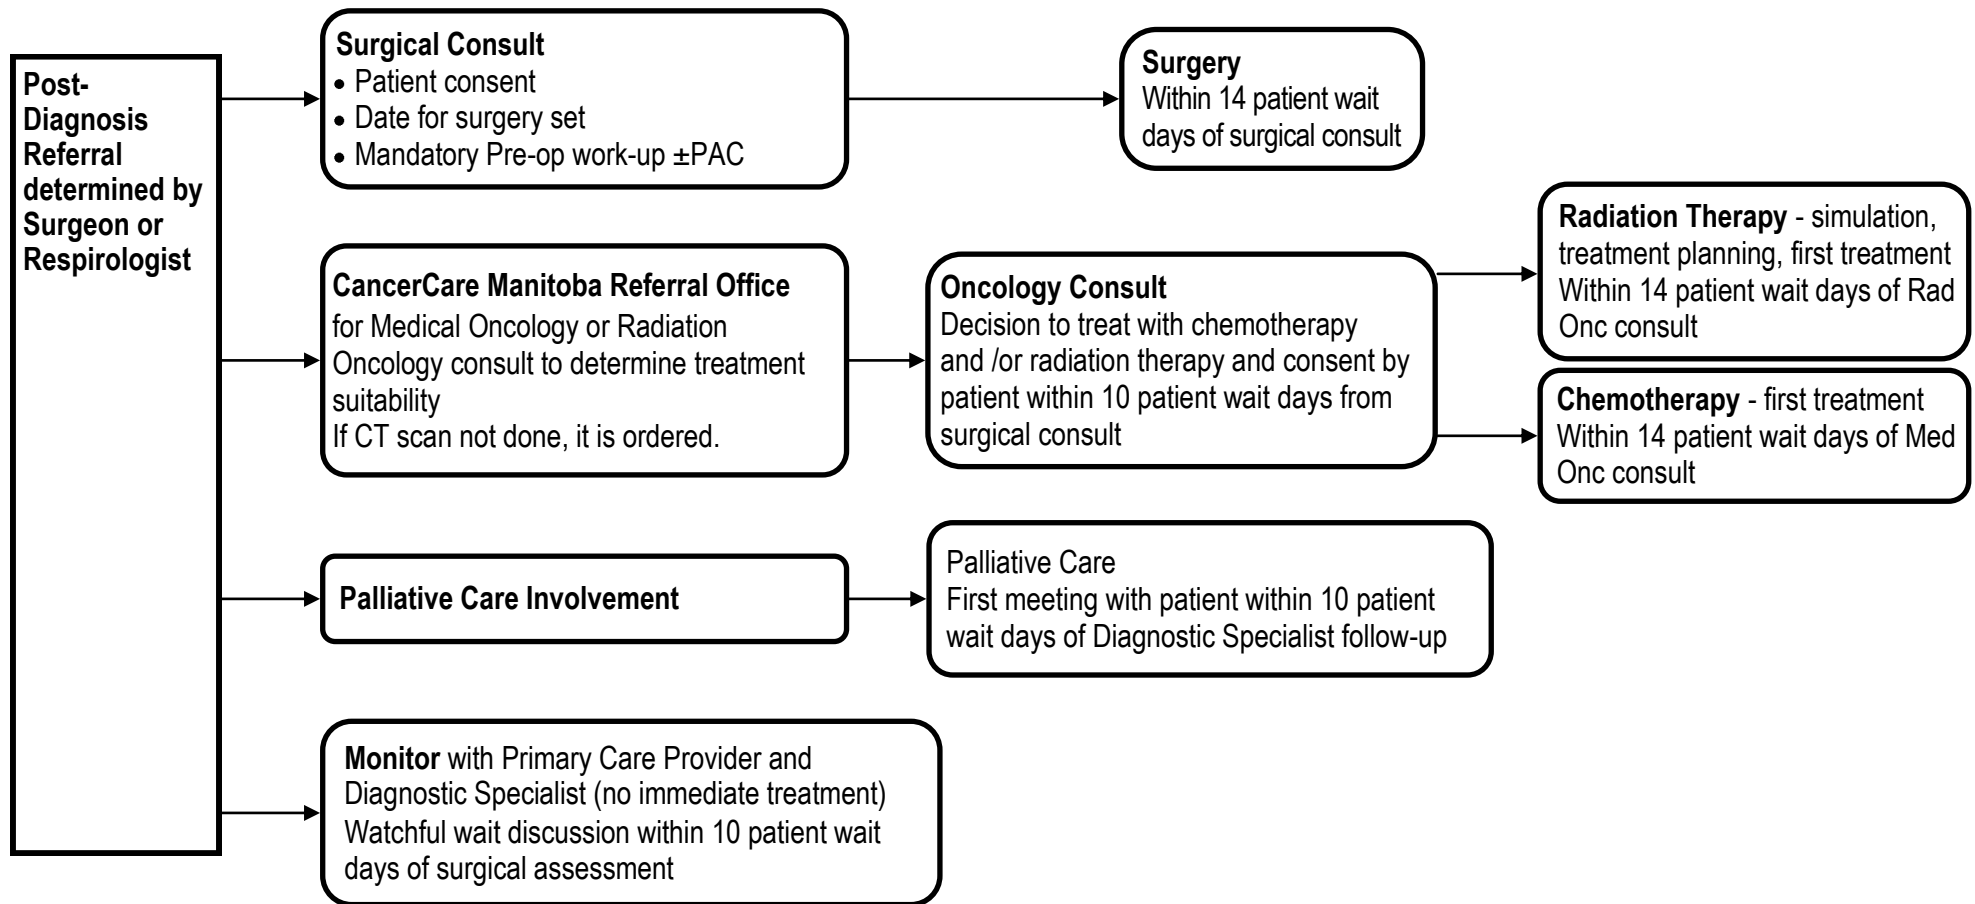 Post-
Diagnosis
Referral
determined by
Surgeon or
Respirologist
Surgical Consult
• Patient consent
• Date for surgery set
• Mandatory Pre-op work-up ±PAC
Surgery
Within 14 patient wait
days of surgical consult
CancerCare Manitoba Referral Office
for Medical Oncology or Radiation
Oncology consult to determine treatment
suitability
If CT scan not done, it is ordered.
Oncology Consult
Decision to treat with chemotherapy
and /or radiation therapy and consent by
patient within 10 patient wait days from
surgical consult
Radiation Therapy - simulation,
treatment planning, first treatment
Within 14 patient wait days of Rad
Onc consult
Chemotherapy - first treatment
Within 14 patient wait days of Med
Onc consult
Palliative Care Involvement
Palliative Care
First meeting with patient within 10 patient
wait days of Diagnostic Specialist follow-up
Monitor with Primary Care Provider and
Diagnostic Specialist (no immediate treatment)
Watchful wait discussion within 10 patient wait
days of surgical assessment